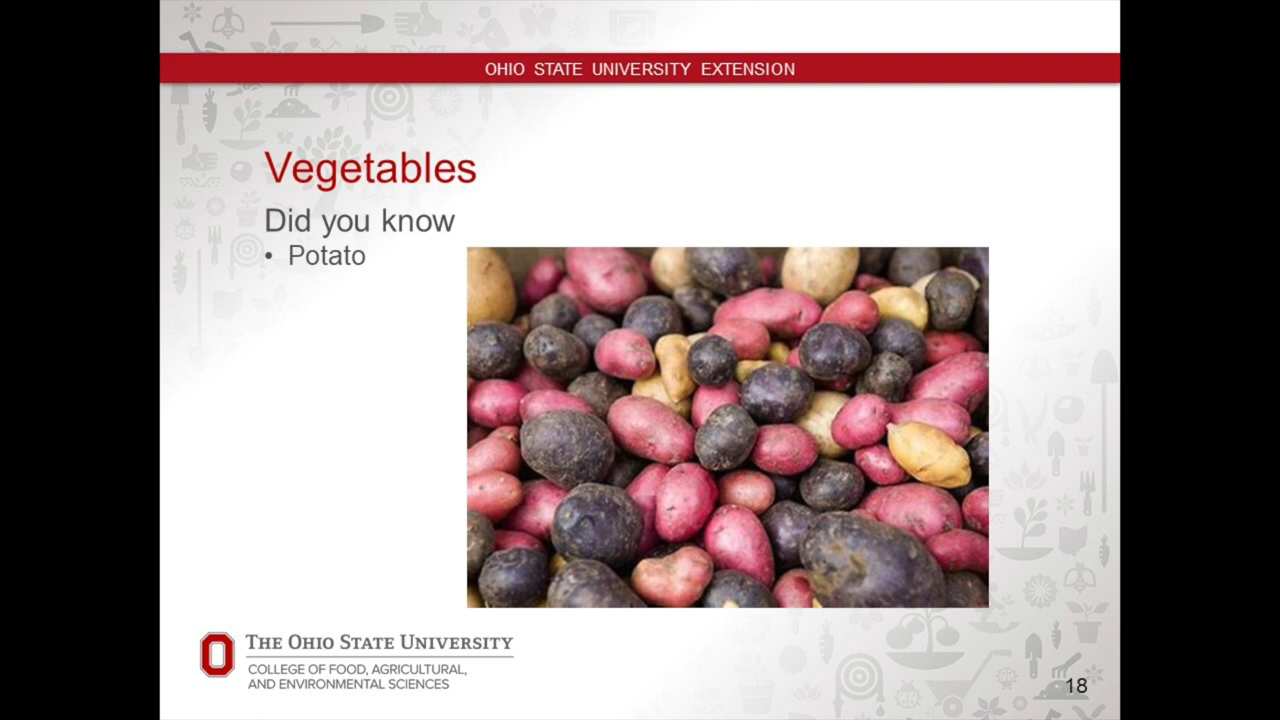 OHIO STATE UNIVERSITY EXTENSION
Vegetables
Did you know
• Potato
THE OHIO STATE UNIVERSITY
COLLEGE OF FOOD, AGRICULTURAL,
AND ENVIRONMENTAL SCIENCES
18